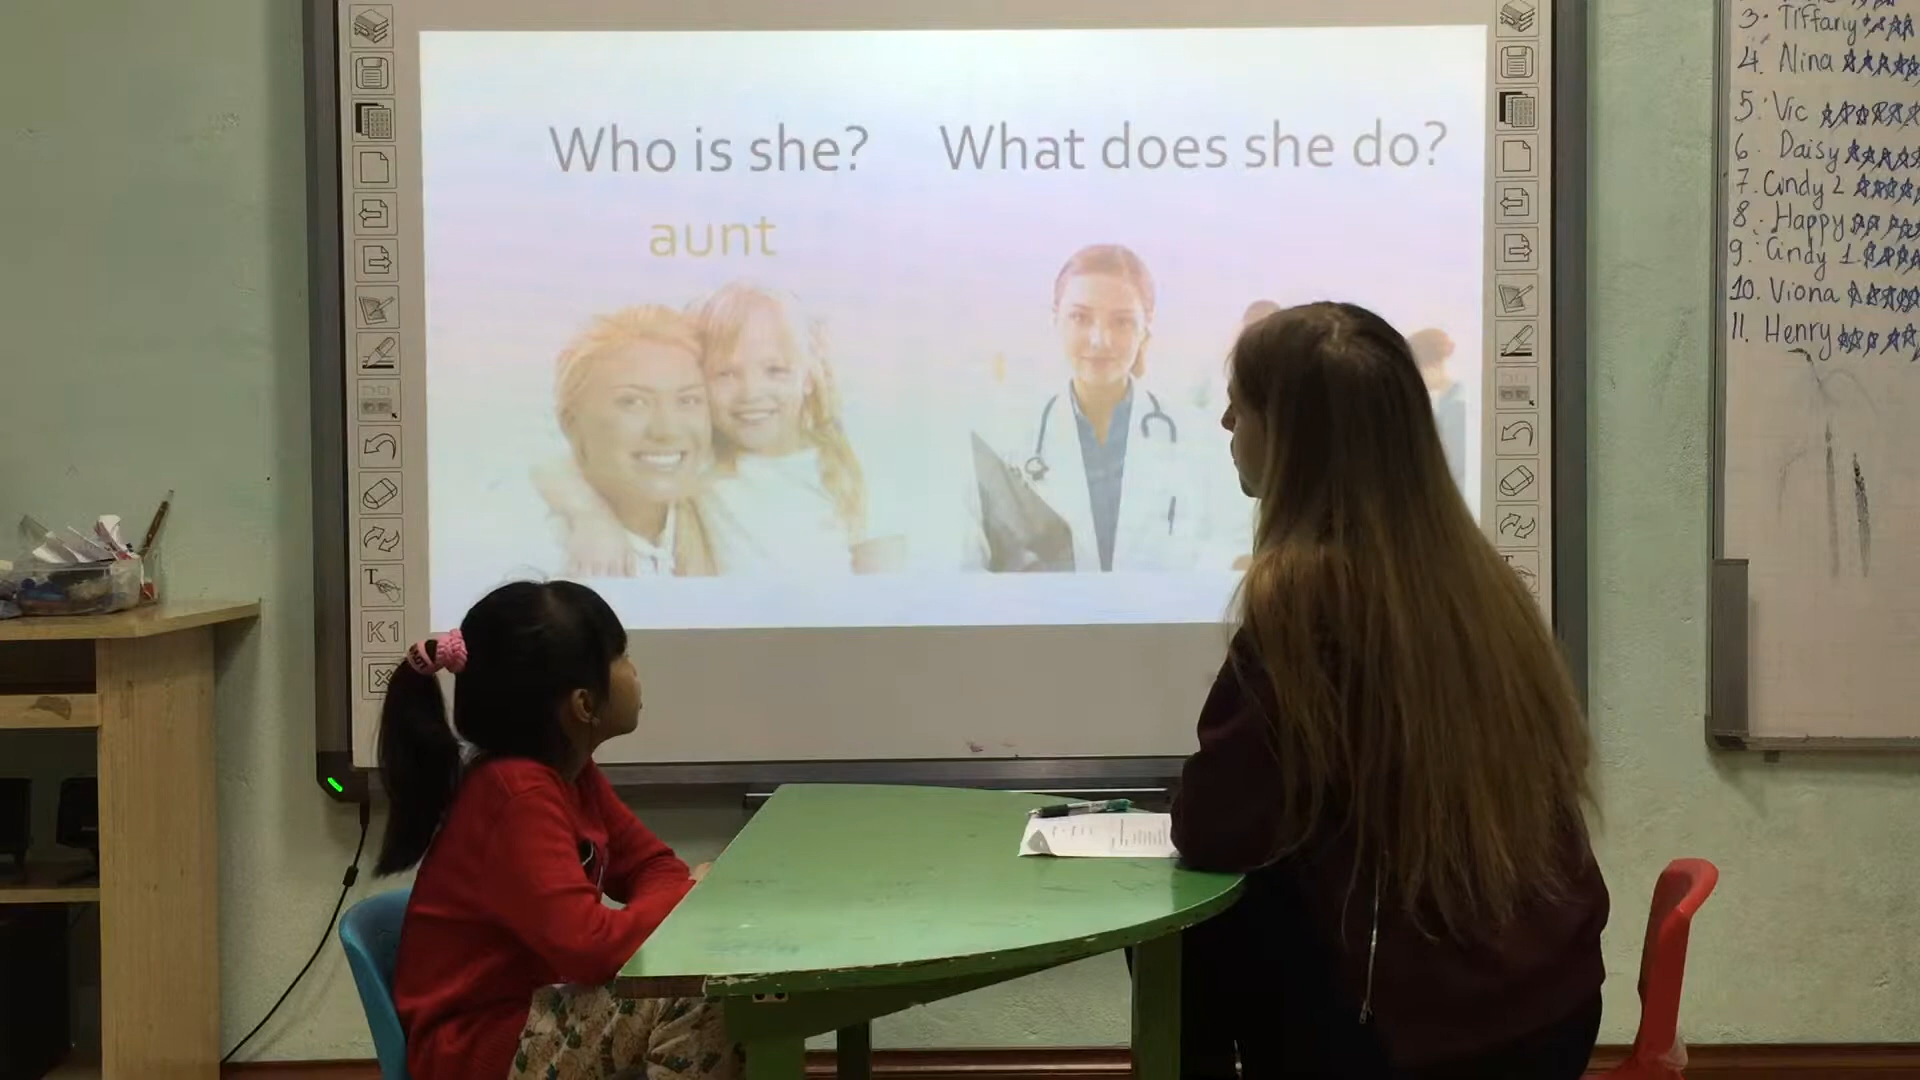 Who is she?
What does she do?
aunt
3. Tiffany
4. Nina
5. Vic
6. Daisy
7. Cindy 2
8. Happy
9. Cindy 1
10. Viona
11. Henry
T
K1